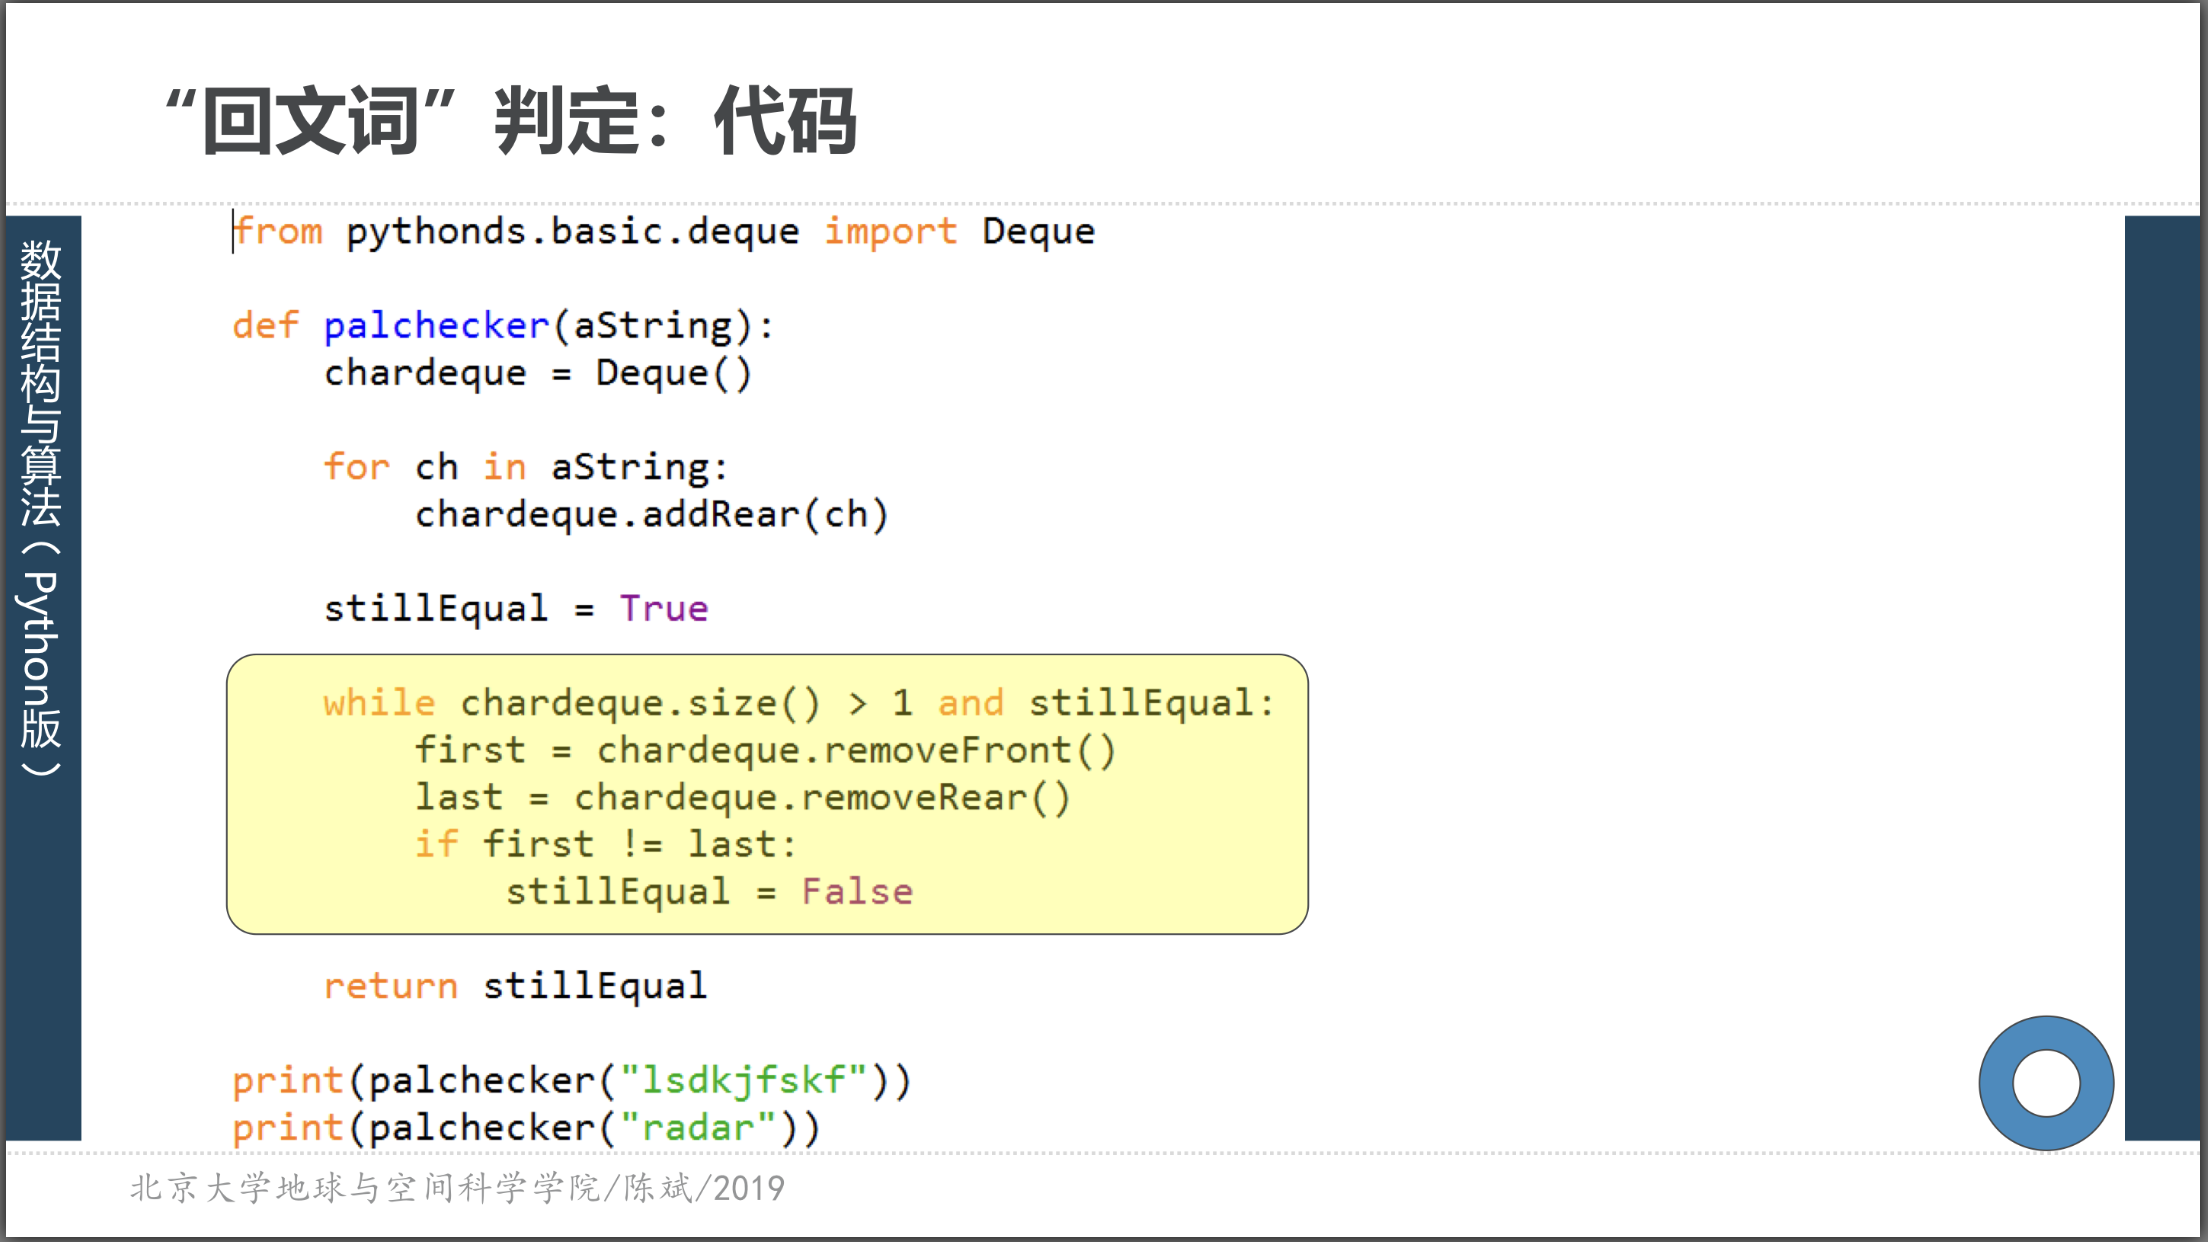 “回文词”判定：代码
数据结构与算法（Python版）
from pythonds.basic.deque import Deque
def palchecker(aString):
    chardeque = Deque()
    for ch in aString:
        chardeque.addRear(ch)
    stillEqual = True
    while chardeque.size() > 1 and stillEqual:
        first = chardeque.removeFront()
        last = chardeque.removeRear()
        if first != last:
            stillEqual = False
    return stillEqual
print(palchecker("lsdkjfskf"))
print(palchecker("radar"))
北京大学地球与空间科学学院/陈斌/2019